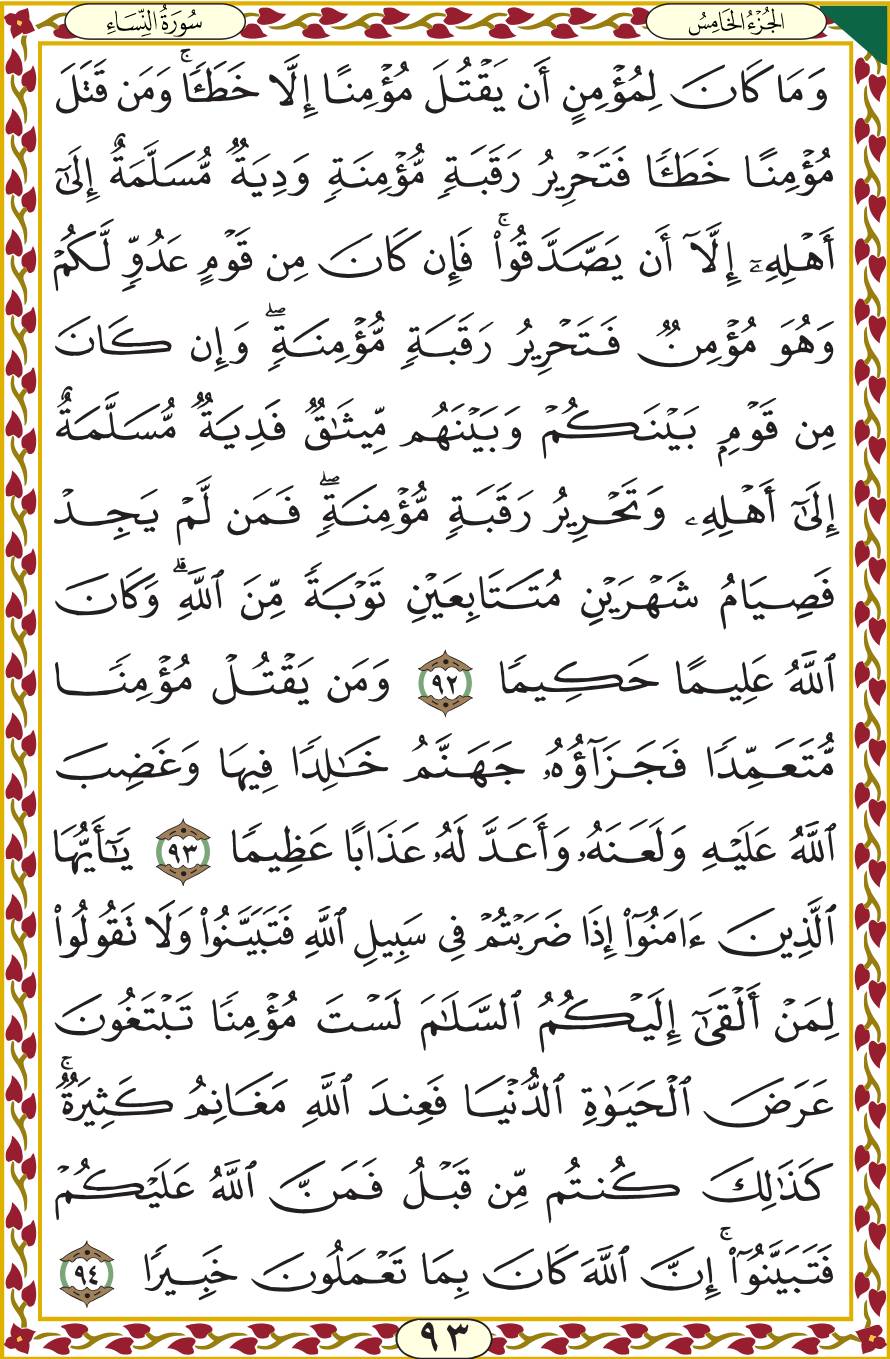 الجُزْءُ الخَامِسُ
سُورَةُ النِّسَاءِ
وَمَا كَانَ لِمُؤْمِنٍ أَن يَقْتُلَ مُؤْمِنًا إِلَّا خَطَـًٔاۚ وَمَن قَتَلَ
مُؤْمِنًا خَطَـًٔا فَتَحْرِيرُ رَقَبَةٍ مُّؤْمِنَةٍ وَدِيَةٌ مُّسَلَّمَةٌ إِلَىٰٓ
أَهْلِهِۦٓ إِلَّآ أَن يَصَّدَّقُوا۟ۚ فَإِن كَانَ مِن قَوْمٍ عَدُوٍّ لَّكُمْ
وَهُوَ مُؤْمِنٌ فَتَحْرِيرُ رَقَبَةٍ مُّؤْمِنَةٍۖ وَإِن كَانَ
مِن قَوْمٍۭ بَيْنَكُمْ وَبَيْنَهُم مِّيثَٰقٌ فَدِيَةٌ مُّسَلَّمَةٌ
إِلَىٰٓ أَهْلِهِۦ وَتَحْرِيرُ رَقَبَةٍ مُّؤْمِنَةٍۖ فَمَن لَّمْ يَجِدْ
فَصِيَامُ شَهْرَيْنِ مُتَتَابِعَيْنِ تَوْبَةً مِّنَ ٱللَّهِۗ وَكَانَ
ٱللَّهُ عَلِيمًا حَكِيمًا ٩٢ وَمَن يَقْتُلْ مُؤْمِنًا
مُّتَعَمِّدًا فَجَزَآؤُهُۥ جَهَنَّمُ خَٰلِدًا فِيهَا وَغَضِبَ
ٱللَّهُ عَلَيْهِ وَلَعَنَهُۥ وَأَعَدَّ لَهُۥ عَذَابًا عَظِيمًا ٩٣ يَٰٓأَيُّهَا
ٱلَّذِينَ ءَامَنُوٓا۟ إِذَا ضَرَبْتُمْ فِى سَبِيلِ ٱللَّهِ فَتَبَيَّنُوا۟ وَلَا تَقُولُوا۟
لِمَنْ أَلْقَىٰٓ إِلَيْكُمُ ٱلسَّلَٰمَ لَسْتَ مُؤْمِنًا تَبْتَغُونَ
عَرَضَ ٱلْحَيَوٰةِ ٱلدُّنْيَا فَعِندَ ٱللَّهِ مَغَانِمُ كَثِيرَةٌۚ
كَذَٰلِكَ كُنتُم مِّن قَبْلُ فَمَنَّ ٱللَّهُ عَلَيْكُمْ
فَتَبَيَّنُوٓا۟ۚ إِنَّ ٱللَّهَ كَانَ بِمَا تَعْمَلُونَ خَبِيرًا ٩٤
٩٣